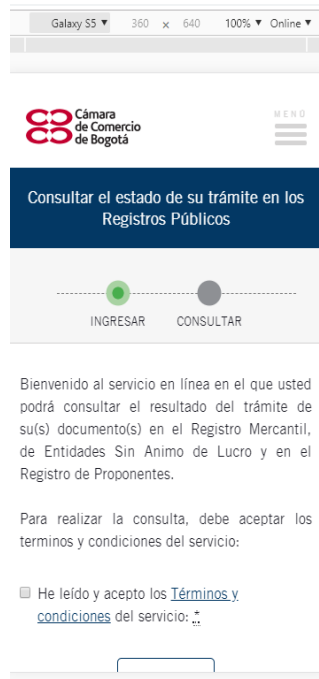 Galaxy S5 ▼ 360 x 640 100% ▼ Online ▼
Cámara
de Comercio
de Bogotá
MENÚ
Consultar el estado de su trámite en los
Registros Públicos
INGRESAR CONSULTAR
Bienvenido al servicio en línea en el que usted
podrá consultar el resultado del trámite de
su(s) documento(s) en el Registro Mercantil,
de Entidades Sin Animo de Lucro y en el
Registro de Proponentes.
Para realizar la consulta, debe aceptar los
terminos y condiciones del servicio:
He leído y acepto los Términos y
condiciones del servicio: *